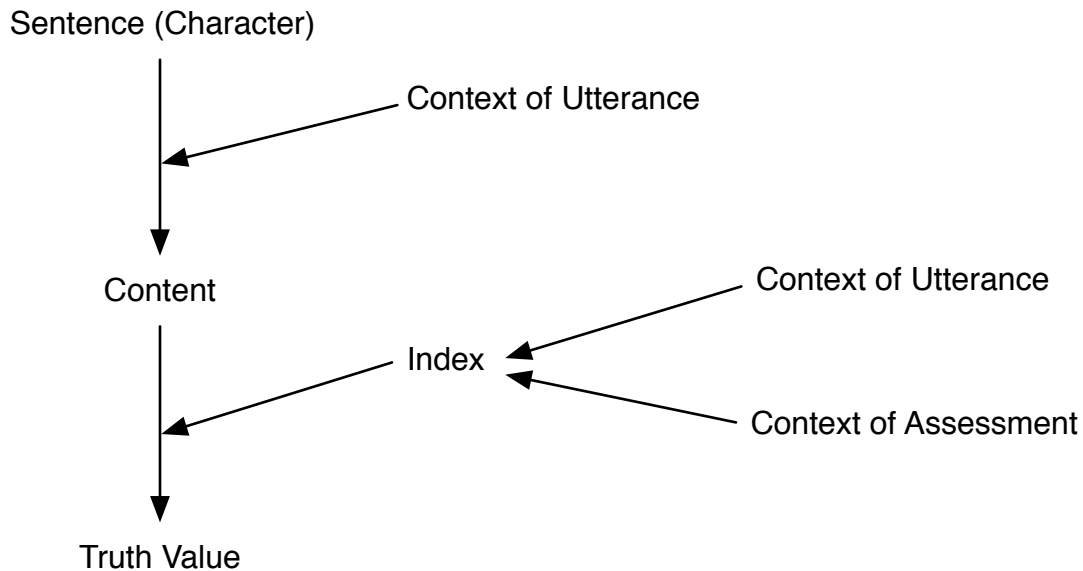 Sentence (Character)
Context of Utterance
Content
Context of Utterance
Index
Context of Assessment
Truth Value